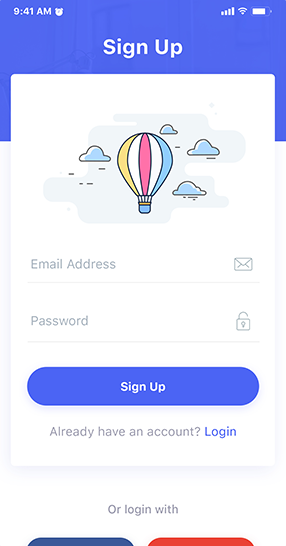 9:41 AM
Sign Up
Email Address
Password
Sign Up
Already have an account? Login
Or login with